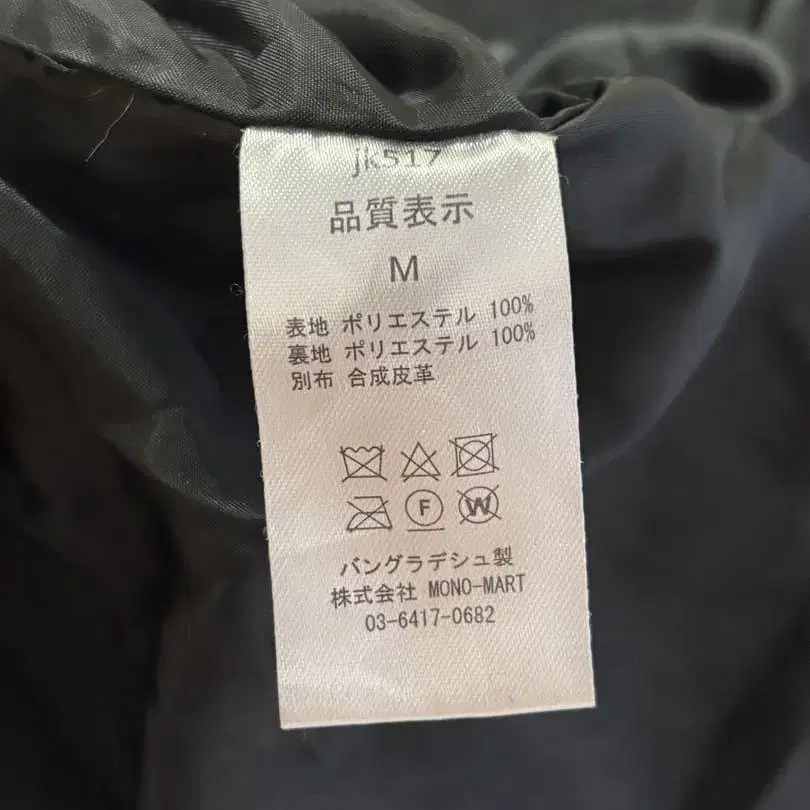 jk517
品質表示
M
表地 ポリエステル 100%
裏地 ポリエステル 100%
別布 合成皮革
F W
バングラデシュ製
株式会社 MONO-MART
03-6417-0682